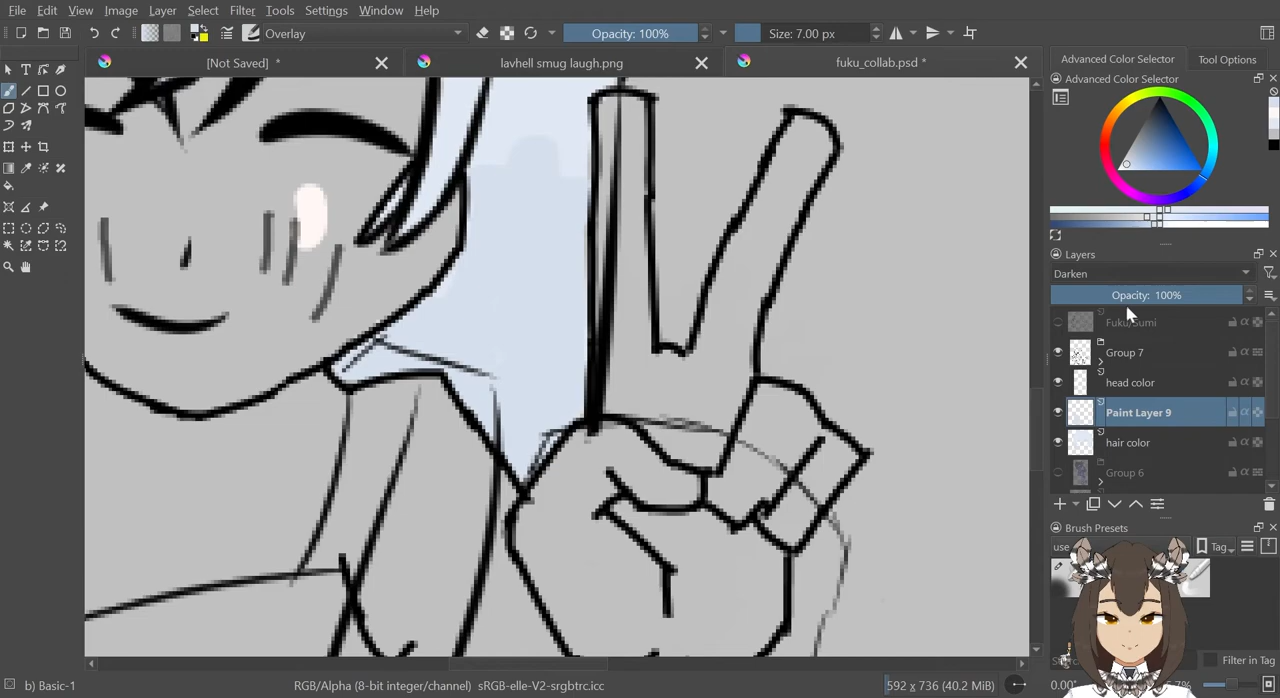 File Edit View Image Layer Select Filter Tools Settings Window Help
Overlay Opacity: 100% Size: 7.00 px
[Not Saved] * lavhell smug laugh.png fuku_collab.psd *
Advanced Color Selector Tool Options
Advanced Color Selector
Layers
Darken
Opacity: 100%
Fuku/Sumi
Group 7
head color
Paint Layer 9
hair color
Group 6
Brush Presets
use Tag
Filter in Tag
b) Basic-1 RGB/Alpha (8-bit integer/channel) sRGB-elle-V2-srgbtrc.icc 592 x 736 (40.2 MiB) 0.00°